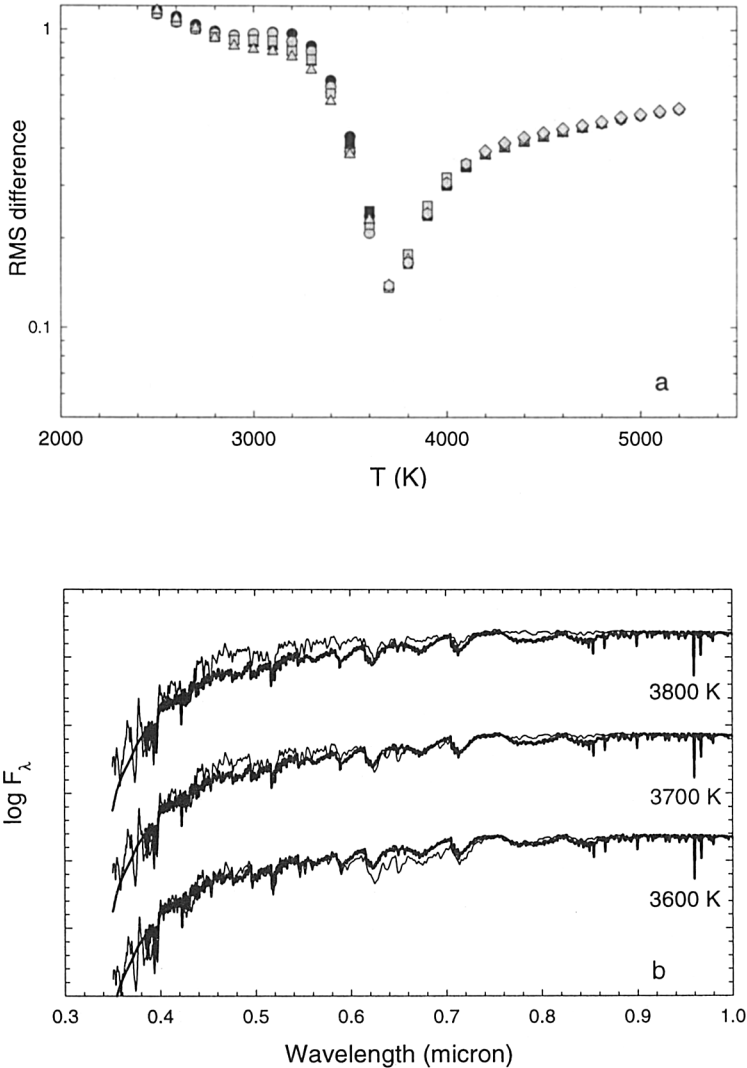 1
0.1
RMS difference
a
2000 3000 4000 5000
T (K)
3800 K
3700 K
3600 K
log Fλ
b
0.3 0.4 0.5 0.6 0.7 0.8 0.9 1.0
Wavelength (micron)